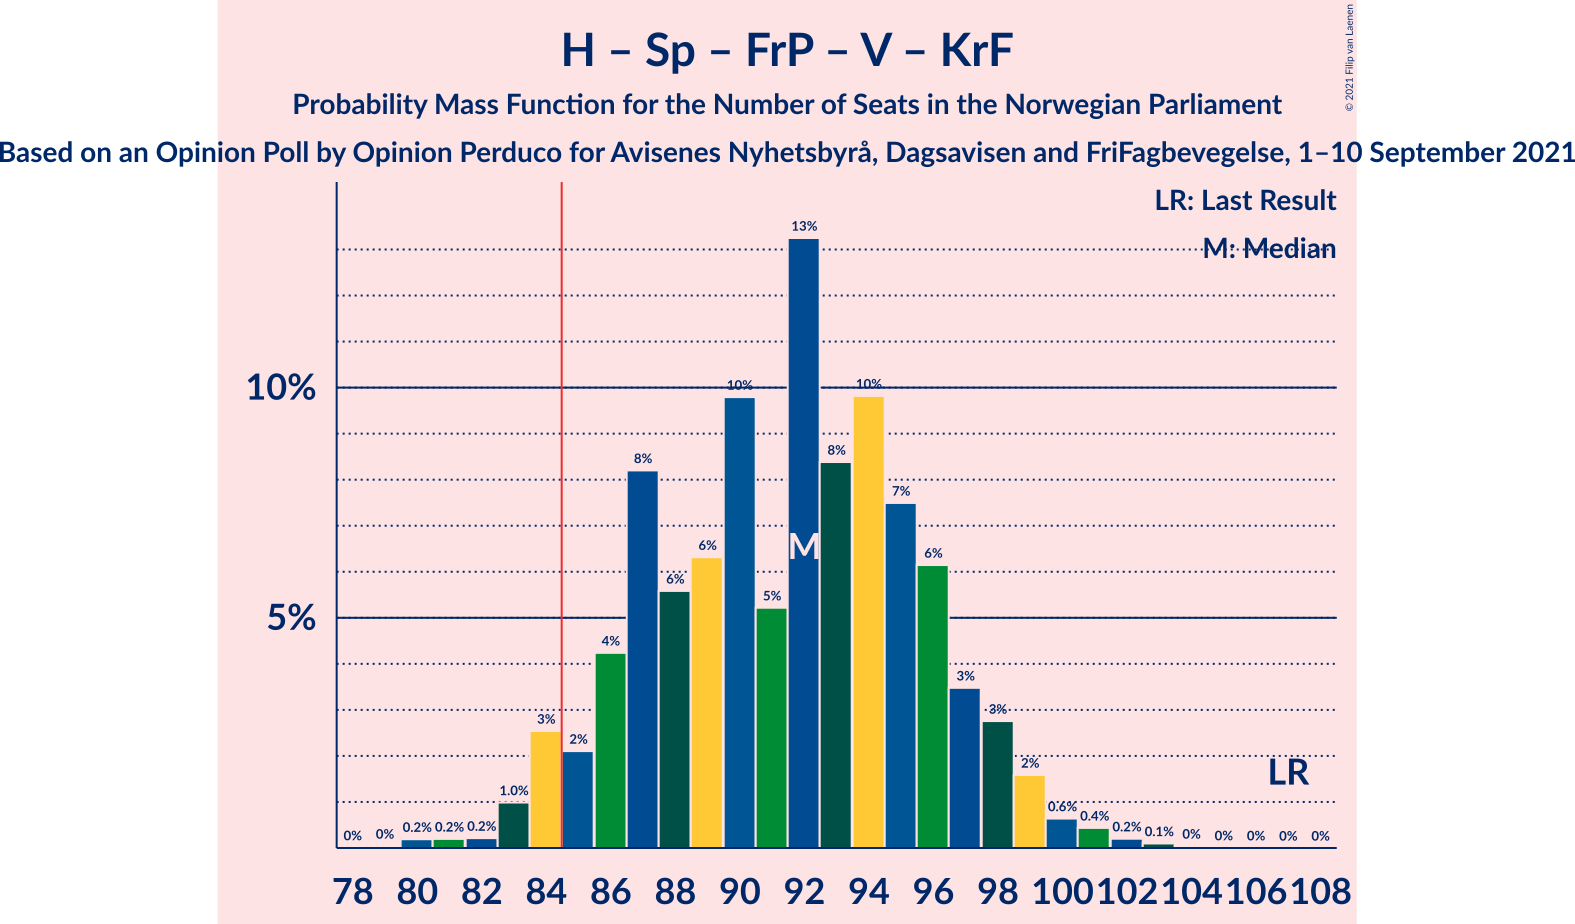 H – Sp – FrP – V – KrF
Probability Mass Function for the Number of Seats in the Norwegian Parliament
Based on an Opinion Poll by Opinion Perduco for Avisenes Nyhetsbyrå, Dagsavisen and FriFagbevegelse, 1–10 September 2021
© 2021 Filip van Laenen
LR: Last Result
M: Median
10%
5%
0% 0% 0.2% 0.2% 0.2% 1.0% 3% 2% 4% 8% 6% 6% 10% 5% 13% 8% 10% 7% 6% 3% 3% 2% 0.6% 0.4% 0.2% 0.1% 0% 0% 0% 0% 0%
M
LR
78 80 82 84 86 88 90 92 94 96 98 100 102 104 106 108